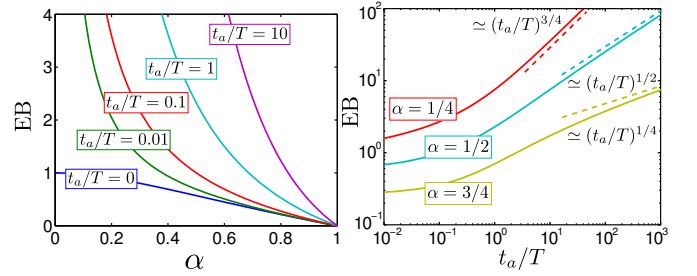 4
3
2
1
0
EB
t_a/T = 10
t_a/T = 1
t_a/T = 0.1
t_a/T = 0.01
t_a/T = 0
0 0.2 0.4 0.6 0.8 1
α
10^2
10^1
10^0
10^{-1}
EB
≃ (t_a/T)^{3/4}
≃ (t_a/T)^{1/2}
≃ (t_a/T)^{1/4}
α = 1/4
α = 1/2
α = 3/4
10^{-2} 10^{-1} 10^0 10^1 10^2 10^3
t_a/T